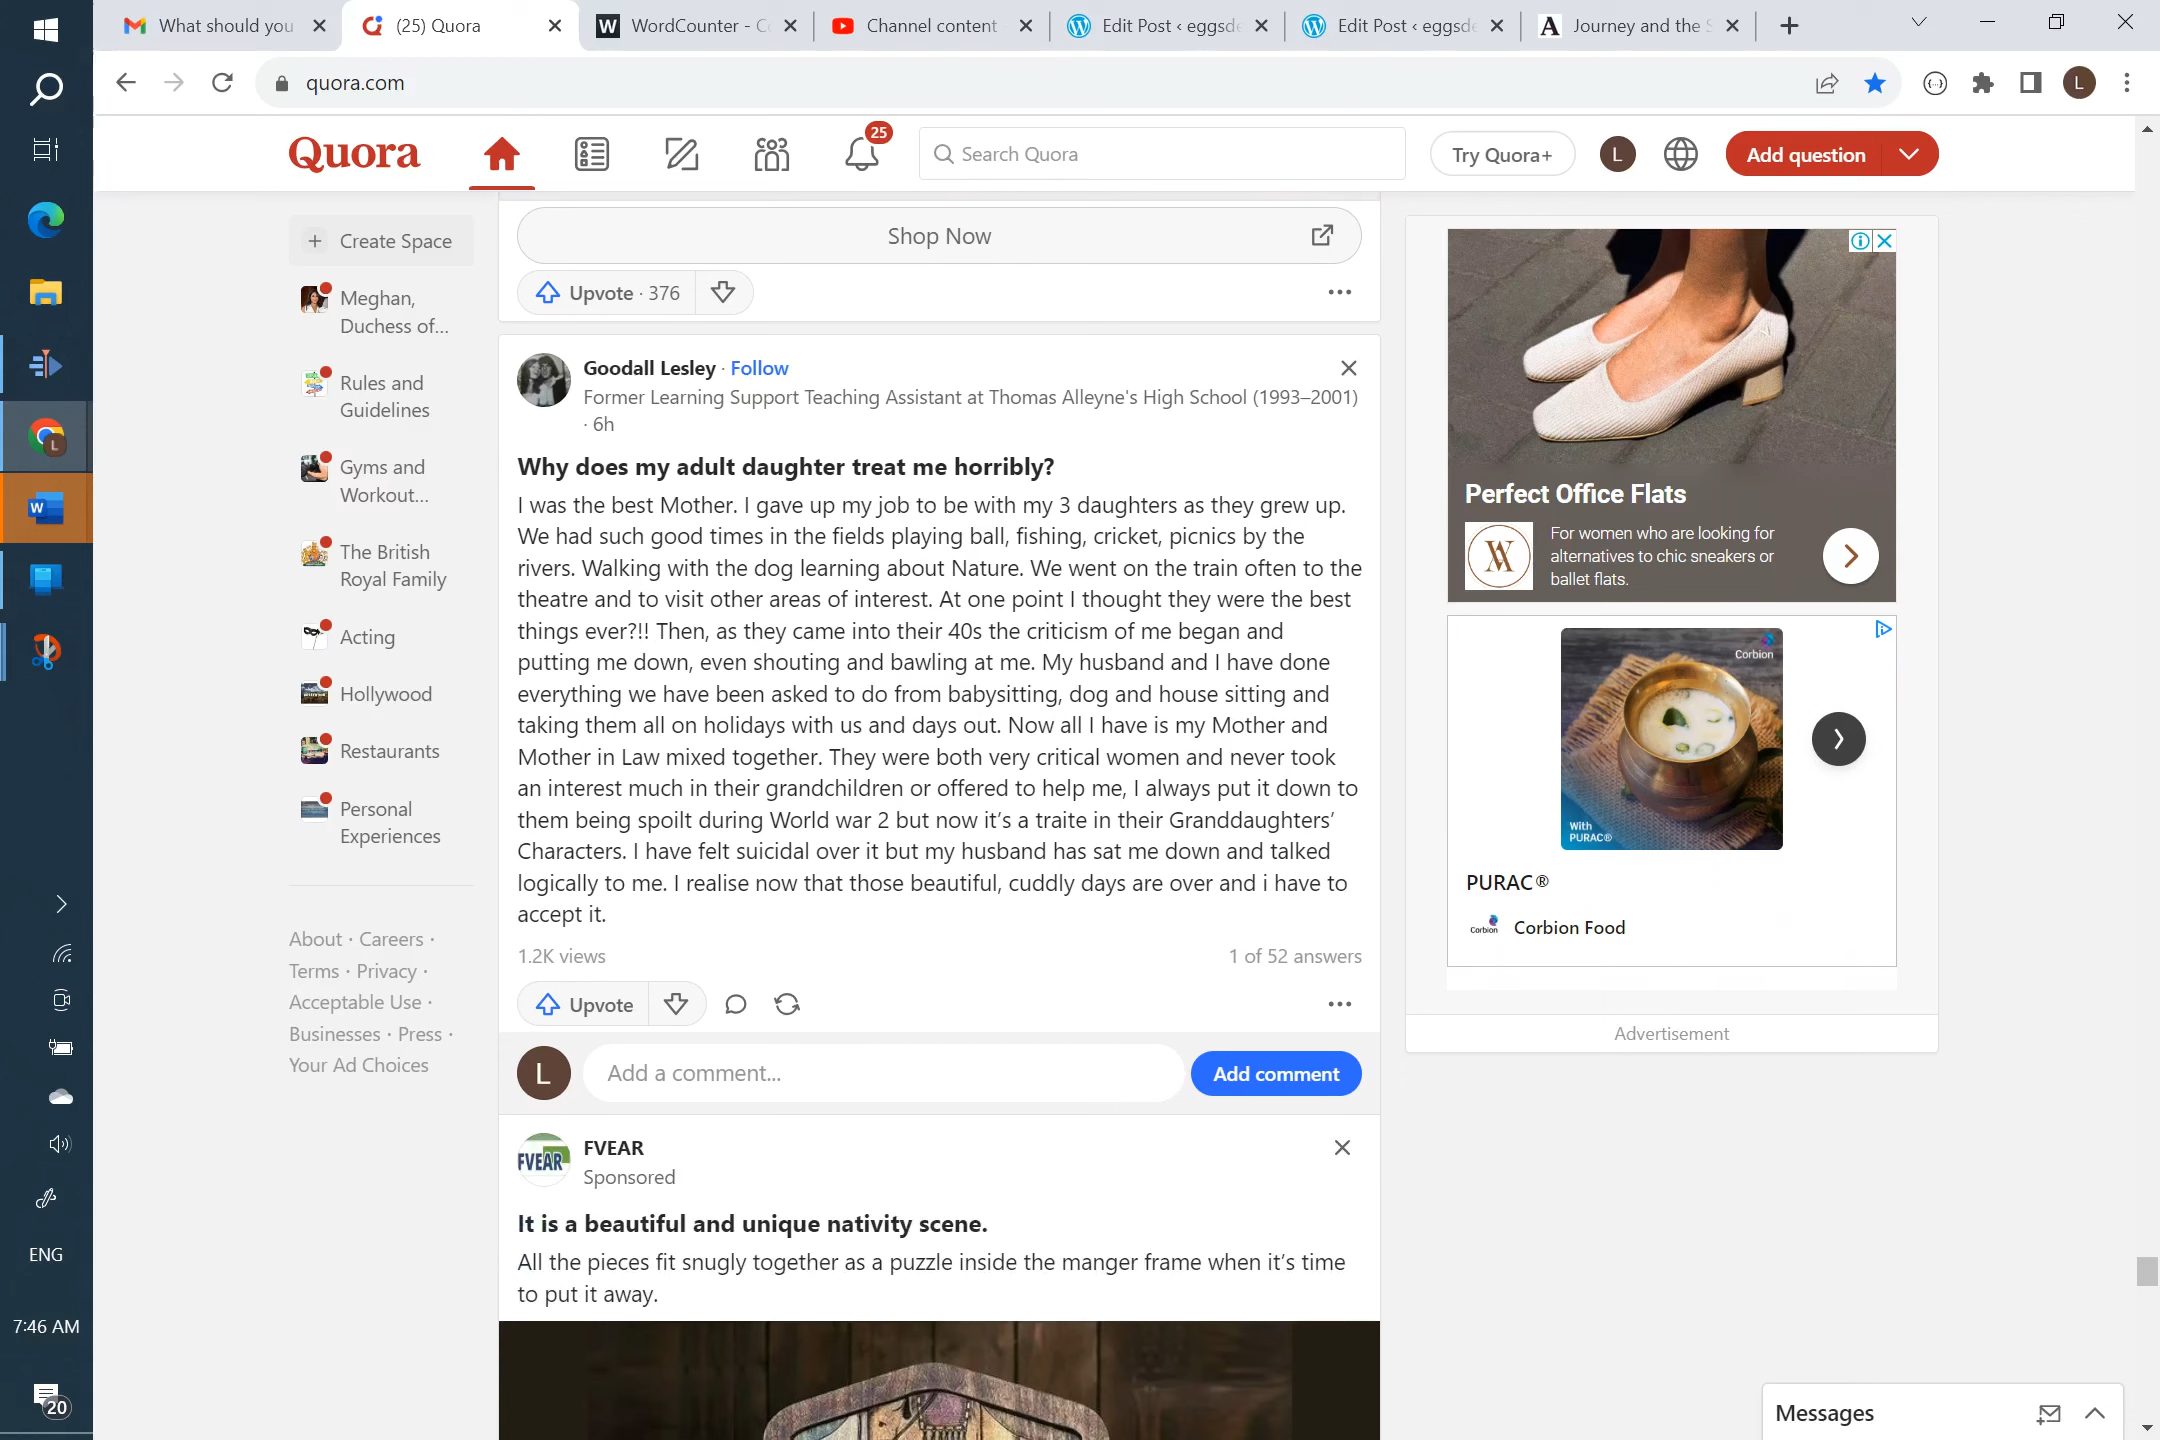 What should you
(25) Quora
WordCounter - C
Channel content
Edit Post ‹ eggsde
Edit Post ‹ eggsde
Journey and the S
quora.com
L
Quora
25
Search Quora
Try Quora+
L
Add question
Create Space
Meghan,
Duchess of...
Rules and
Guidelines
Gyms and
Workout...
The British
Royal Family
Acting
Hollywood
Restaurants
Personal
Experiences
About · Careers ·
Terms · Privacy ·
Acceptable Use ·
Businesses · Press ·
Your Ad Choices
Shop Now
Upvote · 376
Goodall Lesley · Follow
Former Learning Support Teaching Assistant at Thomas Alleyne's High School (1993–2001)
· 6h
Why does my adult daughter treat me horribly?
I was the best Mother. I gave up my job to be with my 3 daughters as they grew up.
We had such good times in the fields playing ball, fishing, cricket, picnics by the
rivers. Walking with the dog learning about Nature. We went on the train often to the
theatre and to visit other areas of interest. At one point I thought they were the best
things ever?!! Then, as they came into their 40s the criticism of me began and
putting me down, even shouting and bawling at me. My husband and I have done
everything we have been asked to do from babysitting, dog and house sitting and
taking them all on holidays with us and days out. Now all I have is my Mother and
Mother in Law mixed together. They were both very critical women and never took
an interest much in their grandchildren or offered to help me, I always put it down to
them being spoilt during World war 2 but now it’s a traite in their Granddaughters’
Characters. I have felt suicidal over it but my husband has sat me down and talked
logically to me. I realise now that those beautiful, cuddly days are over and i have to
accept it.
1.2K views
1 of 52 answers
Upvote
L
Add a comment...
Add comment
FVEAR
FVEAR
Sponsored
It is a beautiful and unique nativity scene.
All the pieces fit snugly together as a puzzle inside the manger frame when it’s time
to put it away.
Perfect Office Flats
For women who are looking for
alternatives to chic sneakers or
ballet flats.
Corbion
With
PURAC®
PURAC®
Corbion
Corbion Food
Advertisement
Messages
L
W
ENG
7:46 AM
20